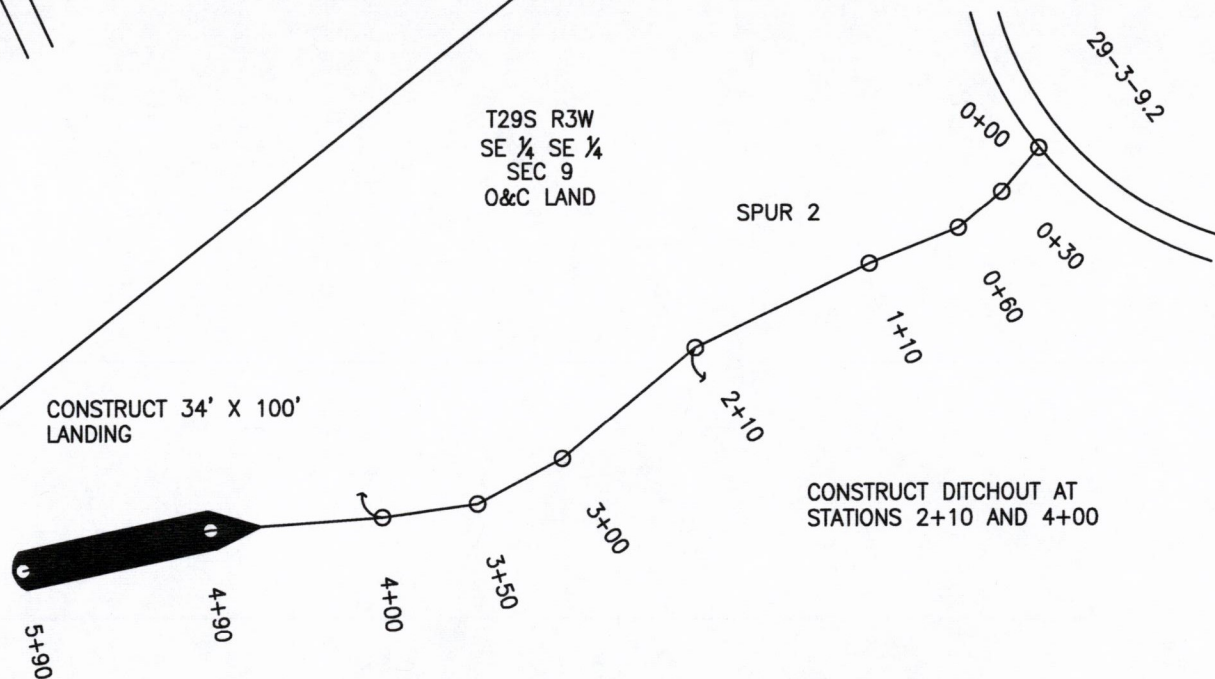 29-3-9.2
T29S R3W
SE ¼ SE ¼
SEC 9
O&C LAND
SPUR 2
0+00
0+30
0+60
1+10
2+10
CONSTRUCT 34' X 100'
LANDING
CONSTRUCT DITCHOUT AT
STATIONS 2+10 AND 4+00
3+00
3+50
4+00
4+90
5+90